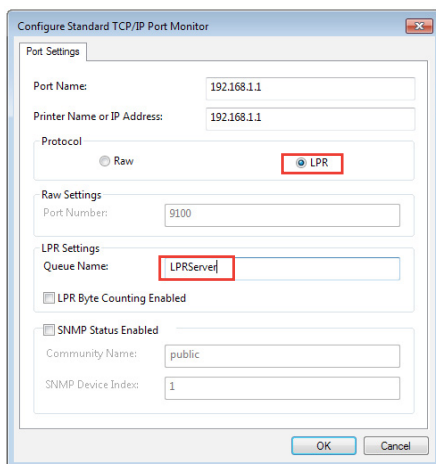 Configure Standard TCP/IP Port Monitor
Port Settings
Port Name: 192.168.1.1
Printer Name or IP Address: 192.168.1.1
Protocol
Raw LPR
Raw Settings
Port Number: 9100
LPR Settings
Queue Name: LPRServer
LPR Byte Counting Enabled
SNMP Status Enabled
Community Name: public
SNMP Device Index: 1
OK Cancel